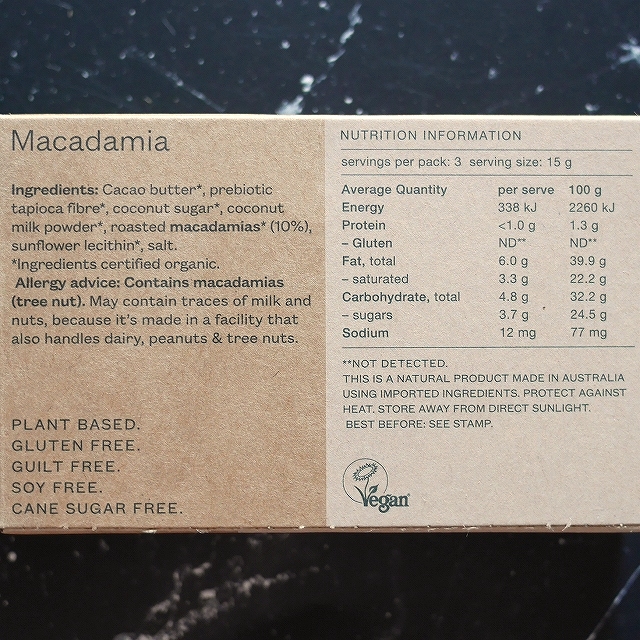 Macadamia
Ingredients: Cacao butter*, prebiotic
tapioca fibre*, coconut sugar*, coconut
milk powder*, roasted macadamias* (10%),
sunflower lecithin*, salt.
*Ingredients certified organic.
Allergy advice: Contains macadamias
(tree nut). May contain traces of milk and
nuts, because it's made in a facility that
also handles dairy, peanuts & tree nuts.
PLANT BASED.
GLUTEN FREE.
GUILT FREE.
SOY FREE.
CANE SUGAR FREE.
NUTRITION INFORMATION
servings per pack: 3 serving size: 15 g
Average Quantity per serve 100 g
Energy 338 kJ 2260 kJ
Protein <1.0 g 1.3 g
– Gluten ND** ND**
Fat, total 6.0 g 39.9 g
– saturated 3.3 g 22.2 g
Carbohydrate, total 4.8 g 32.2 g
– sugars 3.7 g 24.5 g
Sodium 12 mg 77 mg
**NOT DETECTED.
THIS IS A NATURAL PRODUCT MADE IN AUSTRALIA
USING IMPORTED INGREDIENTS. PROTECT AGAINST
HEAT. STORE AWAY FROM DIRECT SUNLIGHT.
BEST BEFORE: SEE STAMP.
Vegan